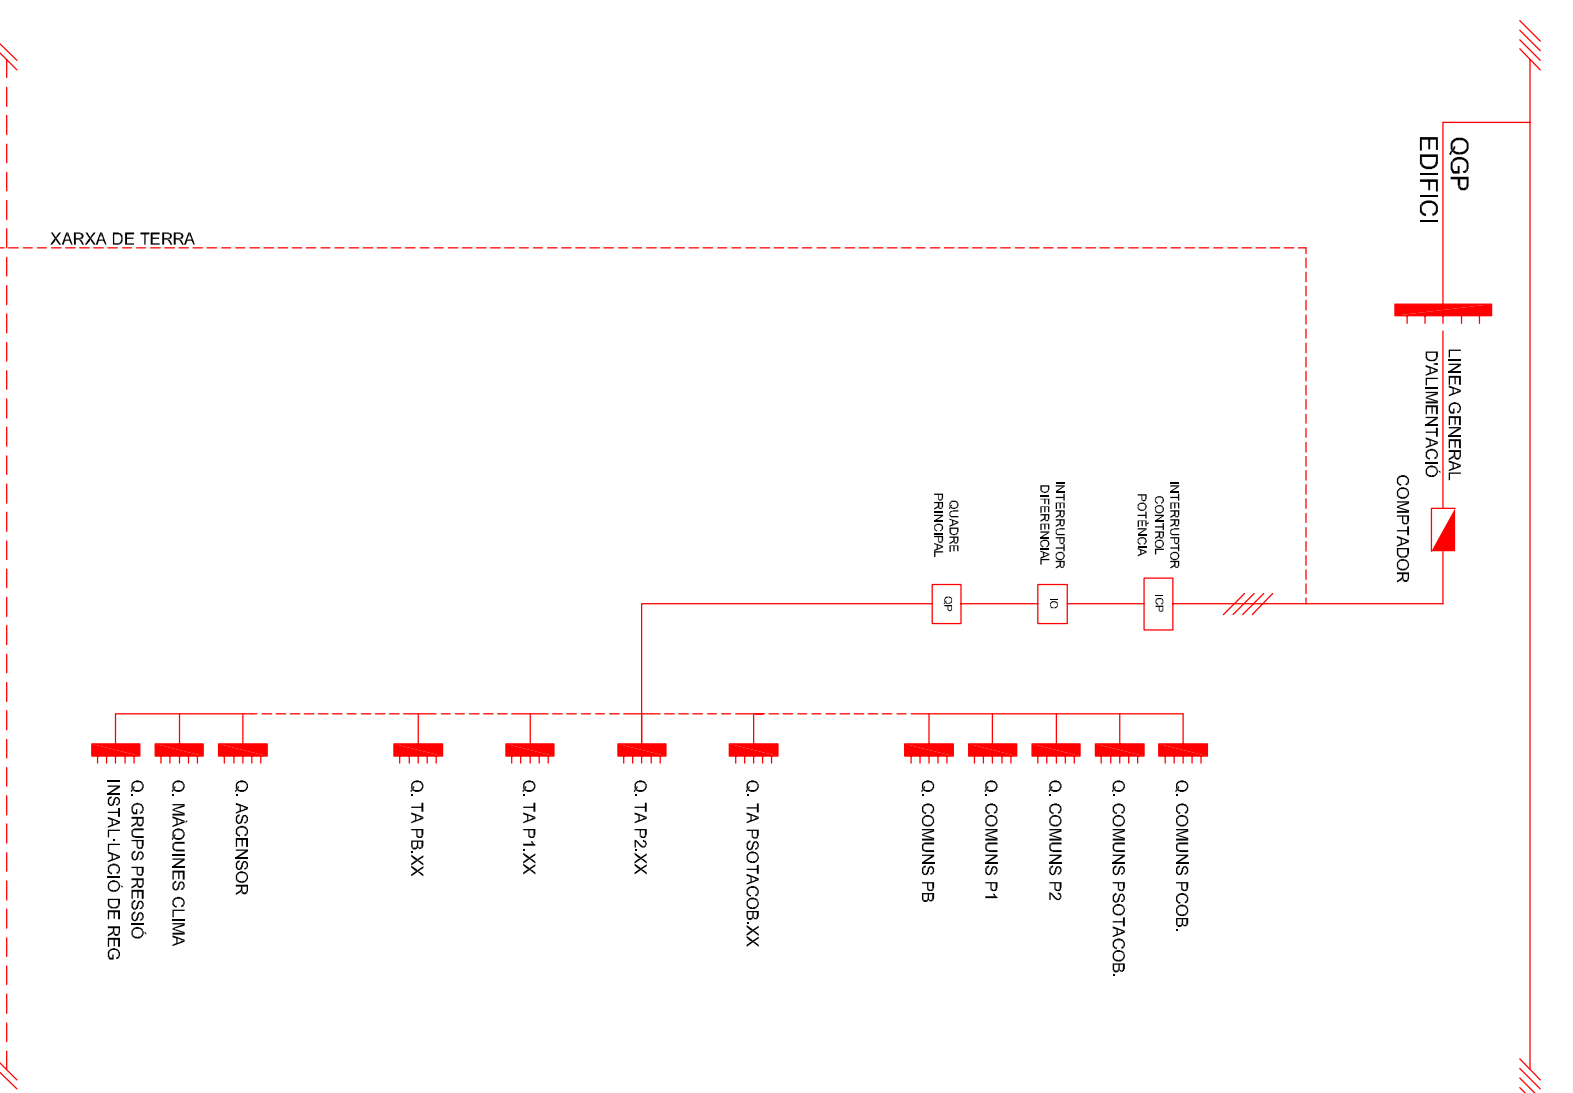 XARXA DE TERRA
QGP
EDIFICI
LINEA GENERAL
D'ALIMENTACIÓ
COMPTADOR
INTERRUPTOR
CONTROL
POTÈNCIA
ICP
INTERRUPTOR
DIFERENCIAL
IO
QUADRE
PRINCIPAL
QP
Q. COMUNS PCOB.
Q. COMUNS PSOTACOB.
Q. COMUNS P2
Q. COMUNS P1
Q. COMUNS PB
Q. TA PSOTACOB.XX
Q. TA P2.XX
Q. TA P1.XX
Q. TA PB.XX
Q. ASCENSOR
Q. MÀQUINES CLIMA
Q. GRUPS PRESSIÓ
INSTAL·LACIÓ DE REG